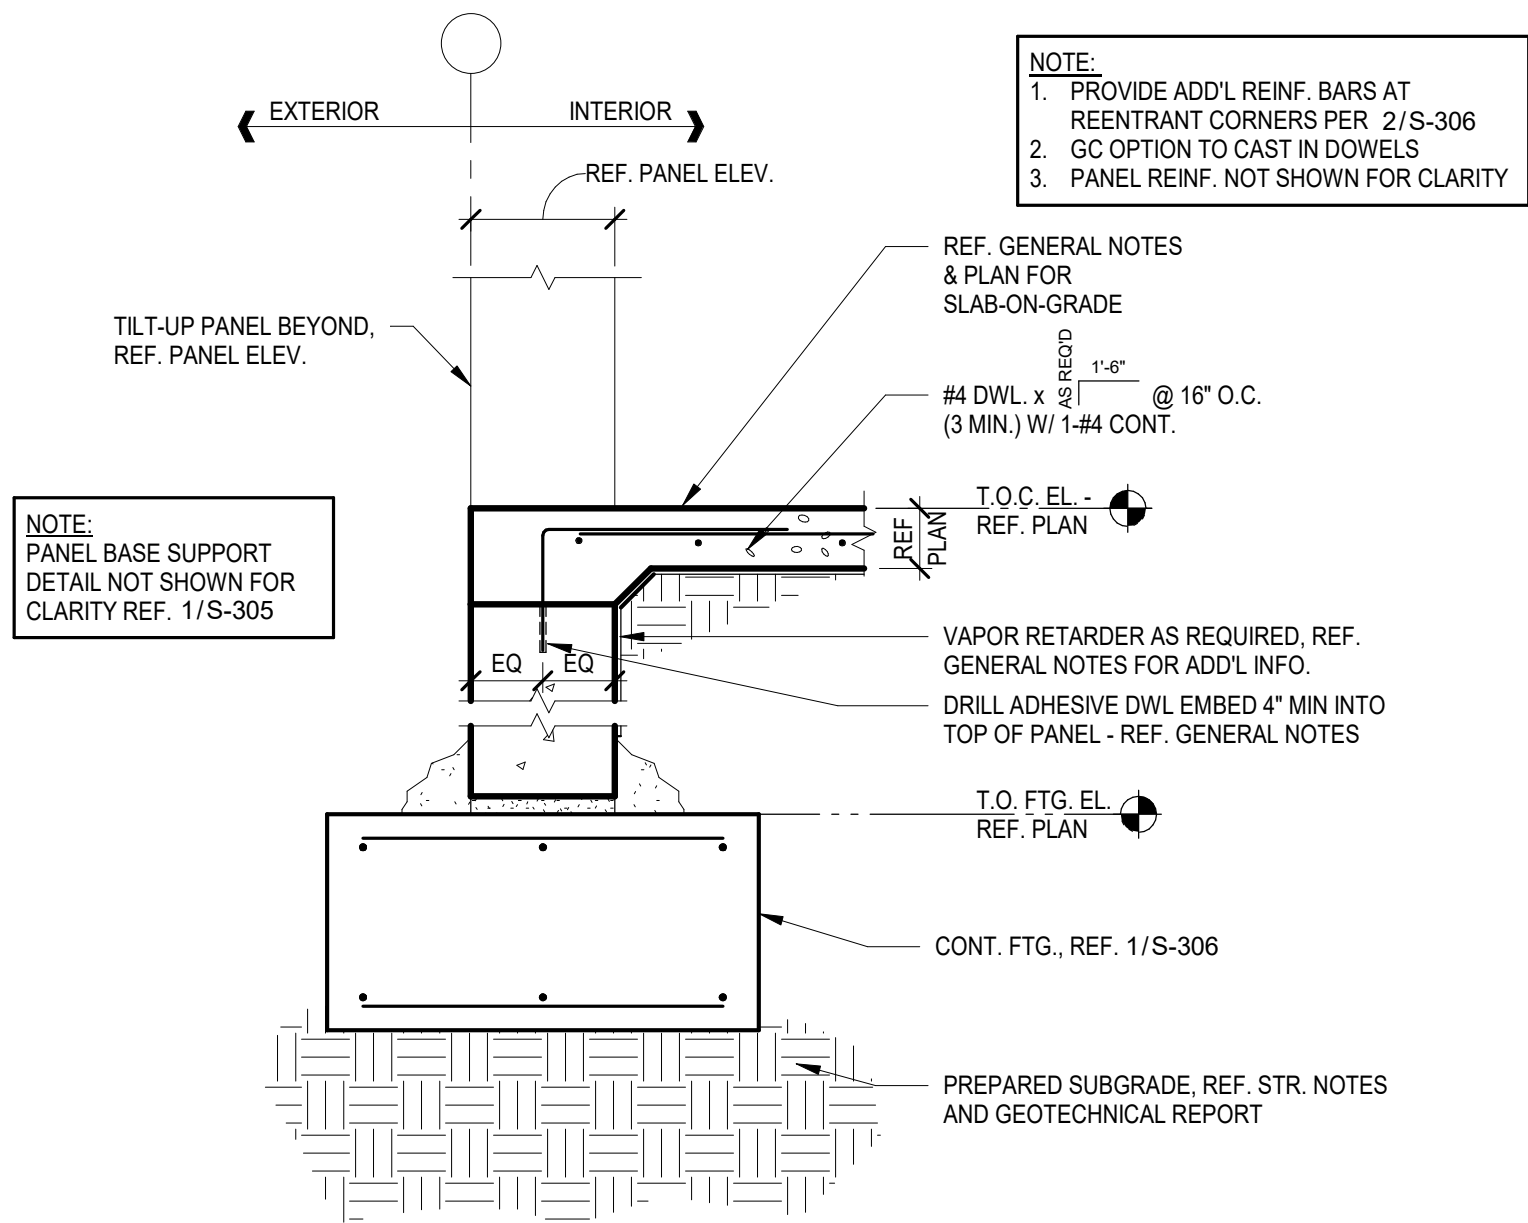 EXTERIOR
INTERIOR
NOTE:
1. PROVIDE ADD'L REINF. BARS AT
REENTRANT CORNERS PER 2/S-306
2. GC OPTION TO CAST IN DOWELS
3. PANEL REINF. NOT SHOWN FOR CLARITY
REF. PANEL ELEV.
REF. GENERAL NOTES
& PLAN FOR
SLAB-ON-GRADE
TILT-UP PANEL BEYOND,
REF. PANEL ELEV.
AS REQ'D
1'-6"
#4 DWL. x @ 16" O.C.
(3 MIN.) W/ 1-#4 CONT.
T.O.C. EL. -
REF. PLAN
REF
PLAN
NOTE:
PANEL BASE SUPPORT
DETAIL NOT SHOWN FOR
CLARITY REF. 1/S-305
VAPOR RETARDER AS REQUIRED, REF.
GENERAL NOTES FOR ADD'L INFO.
EQ EQ
DRILL ADHESIVE DWL EMBED 4" MIN INTO
TOP OF PANEL - REF. GENERAL NOTES
T.O. FTG. EL.
REF. PLAN
CONT. FTG., REF. 1/S-306
PREPARED SUBGRADE, REF. STR. NOTES
AND GEOTECHNICAL REPORT